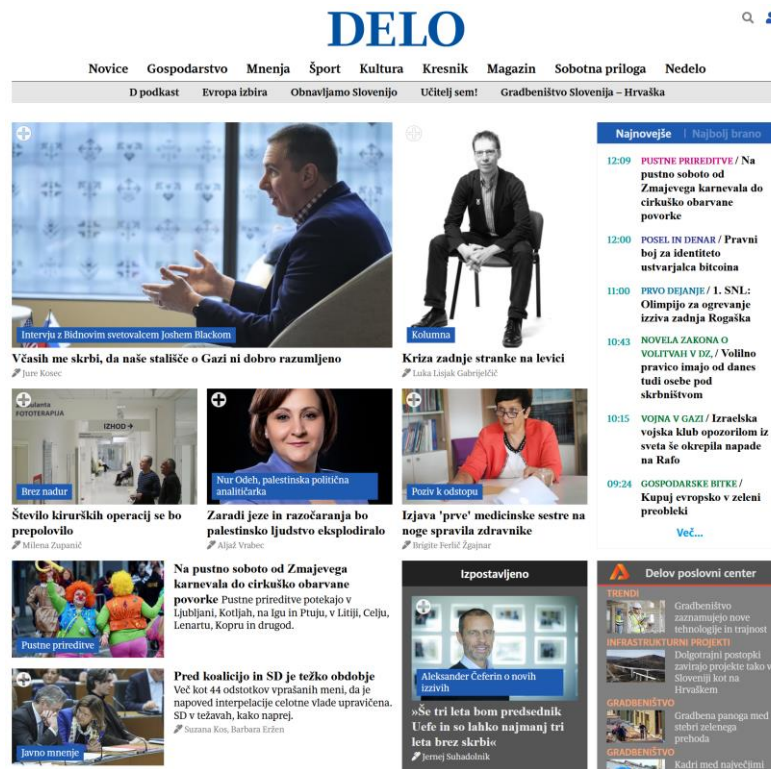 DELO
Novice Gospodarstvo Mnenja Šport Kultura Kresnik Magazin Sobotna priloga Nedelo
D podkast Evropa izbira Obnavljamo Slovenijo Učitelj sem! Gradbeništvo Slovenija – Hrvaška
Intervju z Bidnovim svetovalcem Joshem Blackom
Včasih me skrbi, da naše stališče o Gazi ni dobro razumljeno
Jure Kosec
Kolumna
Kriza zadnje stranke na levici
Luka Lisjak Gabrijelčič
Najnovejše | Najbolj brano
12:09 PUSTNE PRIREDITVE / Na
pustno soboto od
Zmajevega karnevala do
cirkuško obarvane
povorke
12:00 POSEL IN DENAR / Pravni
boj za identiteto
ustvarjalca bitcoina
11:00 PRVO DEJANJE / 1. SNL:
Olimpijo za ogrevanje
izziva zadnja Rogaška
10:43 NOVELA ZAKONA O
VOLITVAH V DZ, / Volilno
pravico imajo od danes
tudi osebe pod
skrbništvom
10:15 VOJNA V GAZI / Izraelska
vojska kljub opozorilom iz
sveta še okrepila napade
na Rafo
09:24 GOSPODARSKE BITKE /
Kupuj evropsko v zeleni
preobleki
Več...
FOTOTERAPIJA
IZHOD →
Brez nadur
Število kirurških operacij se bo
prepolovilo
Milena Zupanič
Nur Odeh, palestinska politična
analitičarka
Zaradi jeze in razočaranja bo
palestinsko ljudstvo eksplodiralo
Aljaž Vrabec
Poziv k odstopu
Izjava 'prve' medicinske sestre na
noge spravila zdravnike
Brigite Ferlič Žgajnar
Pustne prireditve
Na pustno soboto od Zmajevega
karnevala do cirkuško obarvane
povorke Pustne prireditve potekajo v
Ljubljani, Kotljah, na Igu in Ptuju, v Litiji, Celju,
Lenartu, Kopru in drugod.
Javno mnenje
Pred koalicijo in SD je težko obdobje
Več kot 44 odstotkov vprašanih meni, da je
napoved interpelacije celotne vlade upravičena.
SD v težavah, kako naprej.
Suzana Kos, Barbara Eržen
Izpostavljeno
Aleksander Čeferin o novih
izzivih
»Še tri leta bom predsednik
Uefe in so lahko najmanj tri
leta brez skrbi«
Jernej Suhadolnik
Delov poslovni center
TRENDI
Gradbeništvo
zaznamujejo nove
tehnologije in trajnost
INFRASTRUKTURNI PROJEKTI
Dolgotrajni postopki
zavirajo projekte tako v
Sloveniji kot na
Hrvaškem
GRADBENIŠTVO
Gradbena panoga med
stebri zelenega
prehoda
GRADBENIŠTVO
Kadri med največjimi